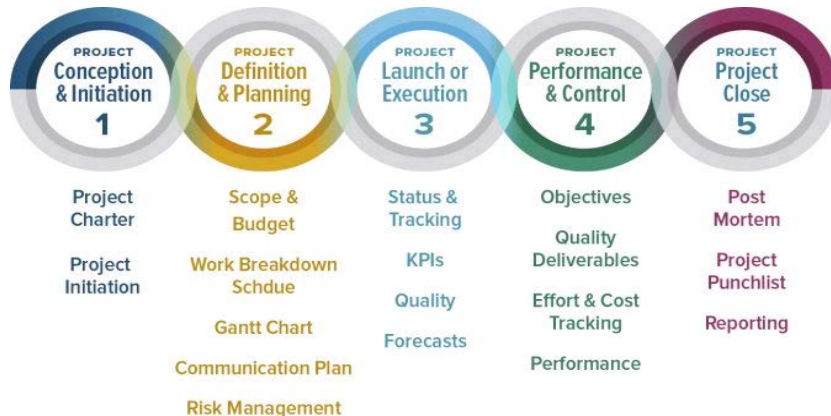 PROJECT
Conception
& Initiation
1
Project
Charter
Project
Initiation
PROJECT
Definition
& Planning
2
Scope &
Budget
Work Breakdown
Schdue
Gantt Chart
Communication Plan
Risk Management
PROJECT
Launch or
Execution
3
Status &
Tracking
KPIs
Quality
Forecasts
PROJECT
Performance
& Control
4
Objectives
Quality
Deliverables
Effort & Cost
Tracking
Performance
PROJECT
Project
Close
5
Post
Mortem
Project
Punchlist
Reporting